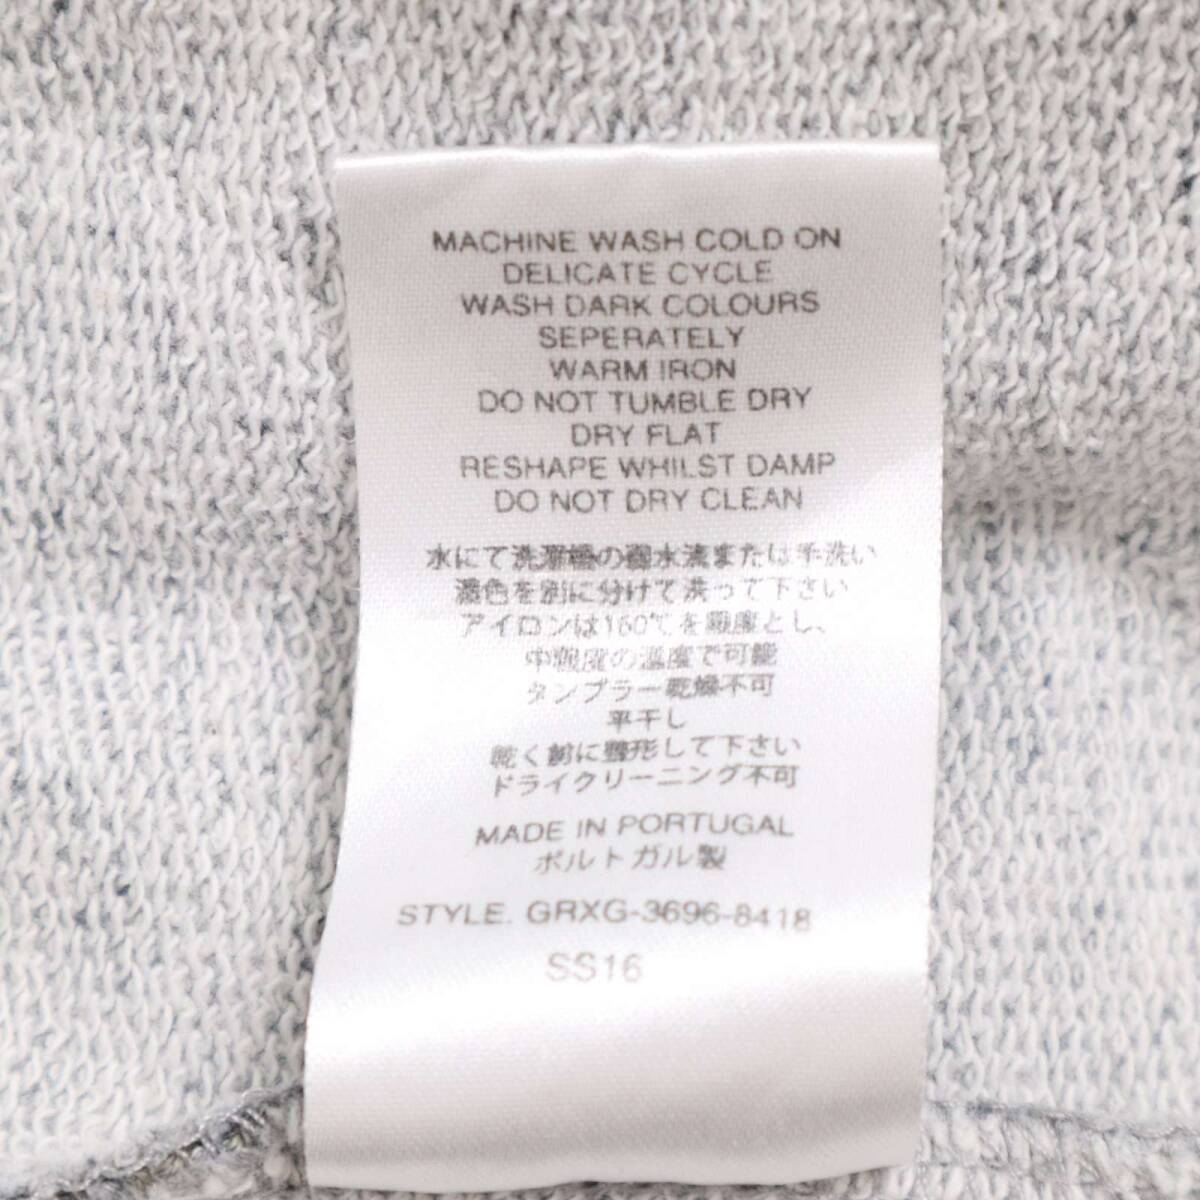 MACHINE WASH COLD ON
DELICATE CYCLE
WASH DARK COLOURS
SEPERATELY
WARM IRON
DO NOT TUMBLE DRY
DRY FLAT
RESHAPE WHILST DAMP
DO NOT DRY CLEAN
水にて洗濯機の弱水流または手洗い
濃色を別に分けて洗って下さい
アイロンは160℃を限度とし、
中程度の温度で可能
タンブラー乾燥不可
平干し
乾く前に整形して下さい
ドライクリーニング不可
MADE IN PORTUGAL
ポルトガル製
STYLE. GRXG-3696-8418
SS16